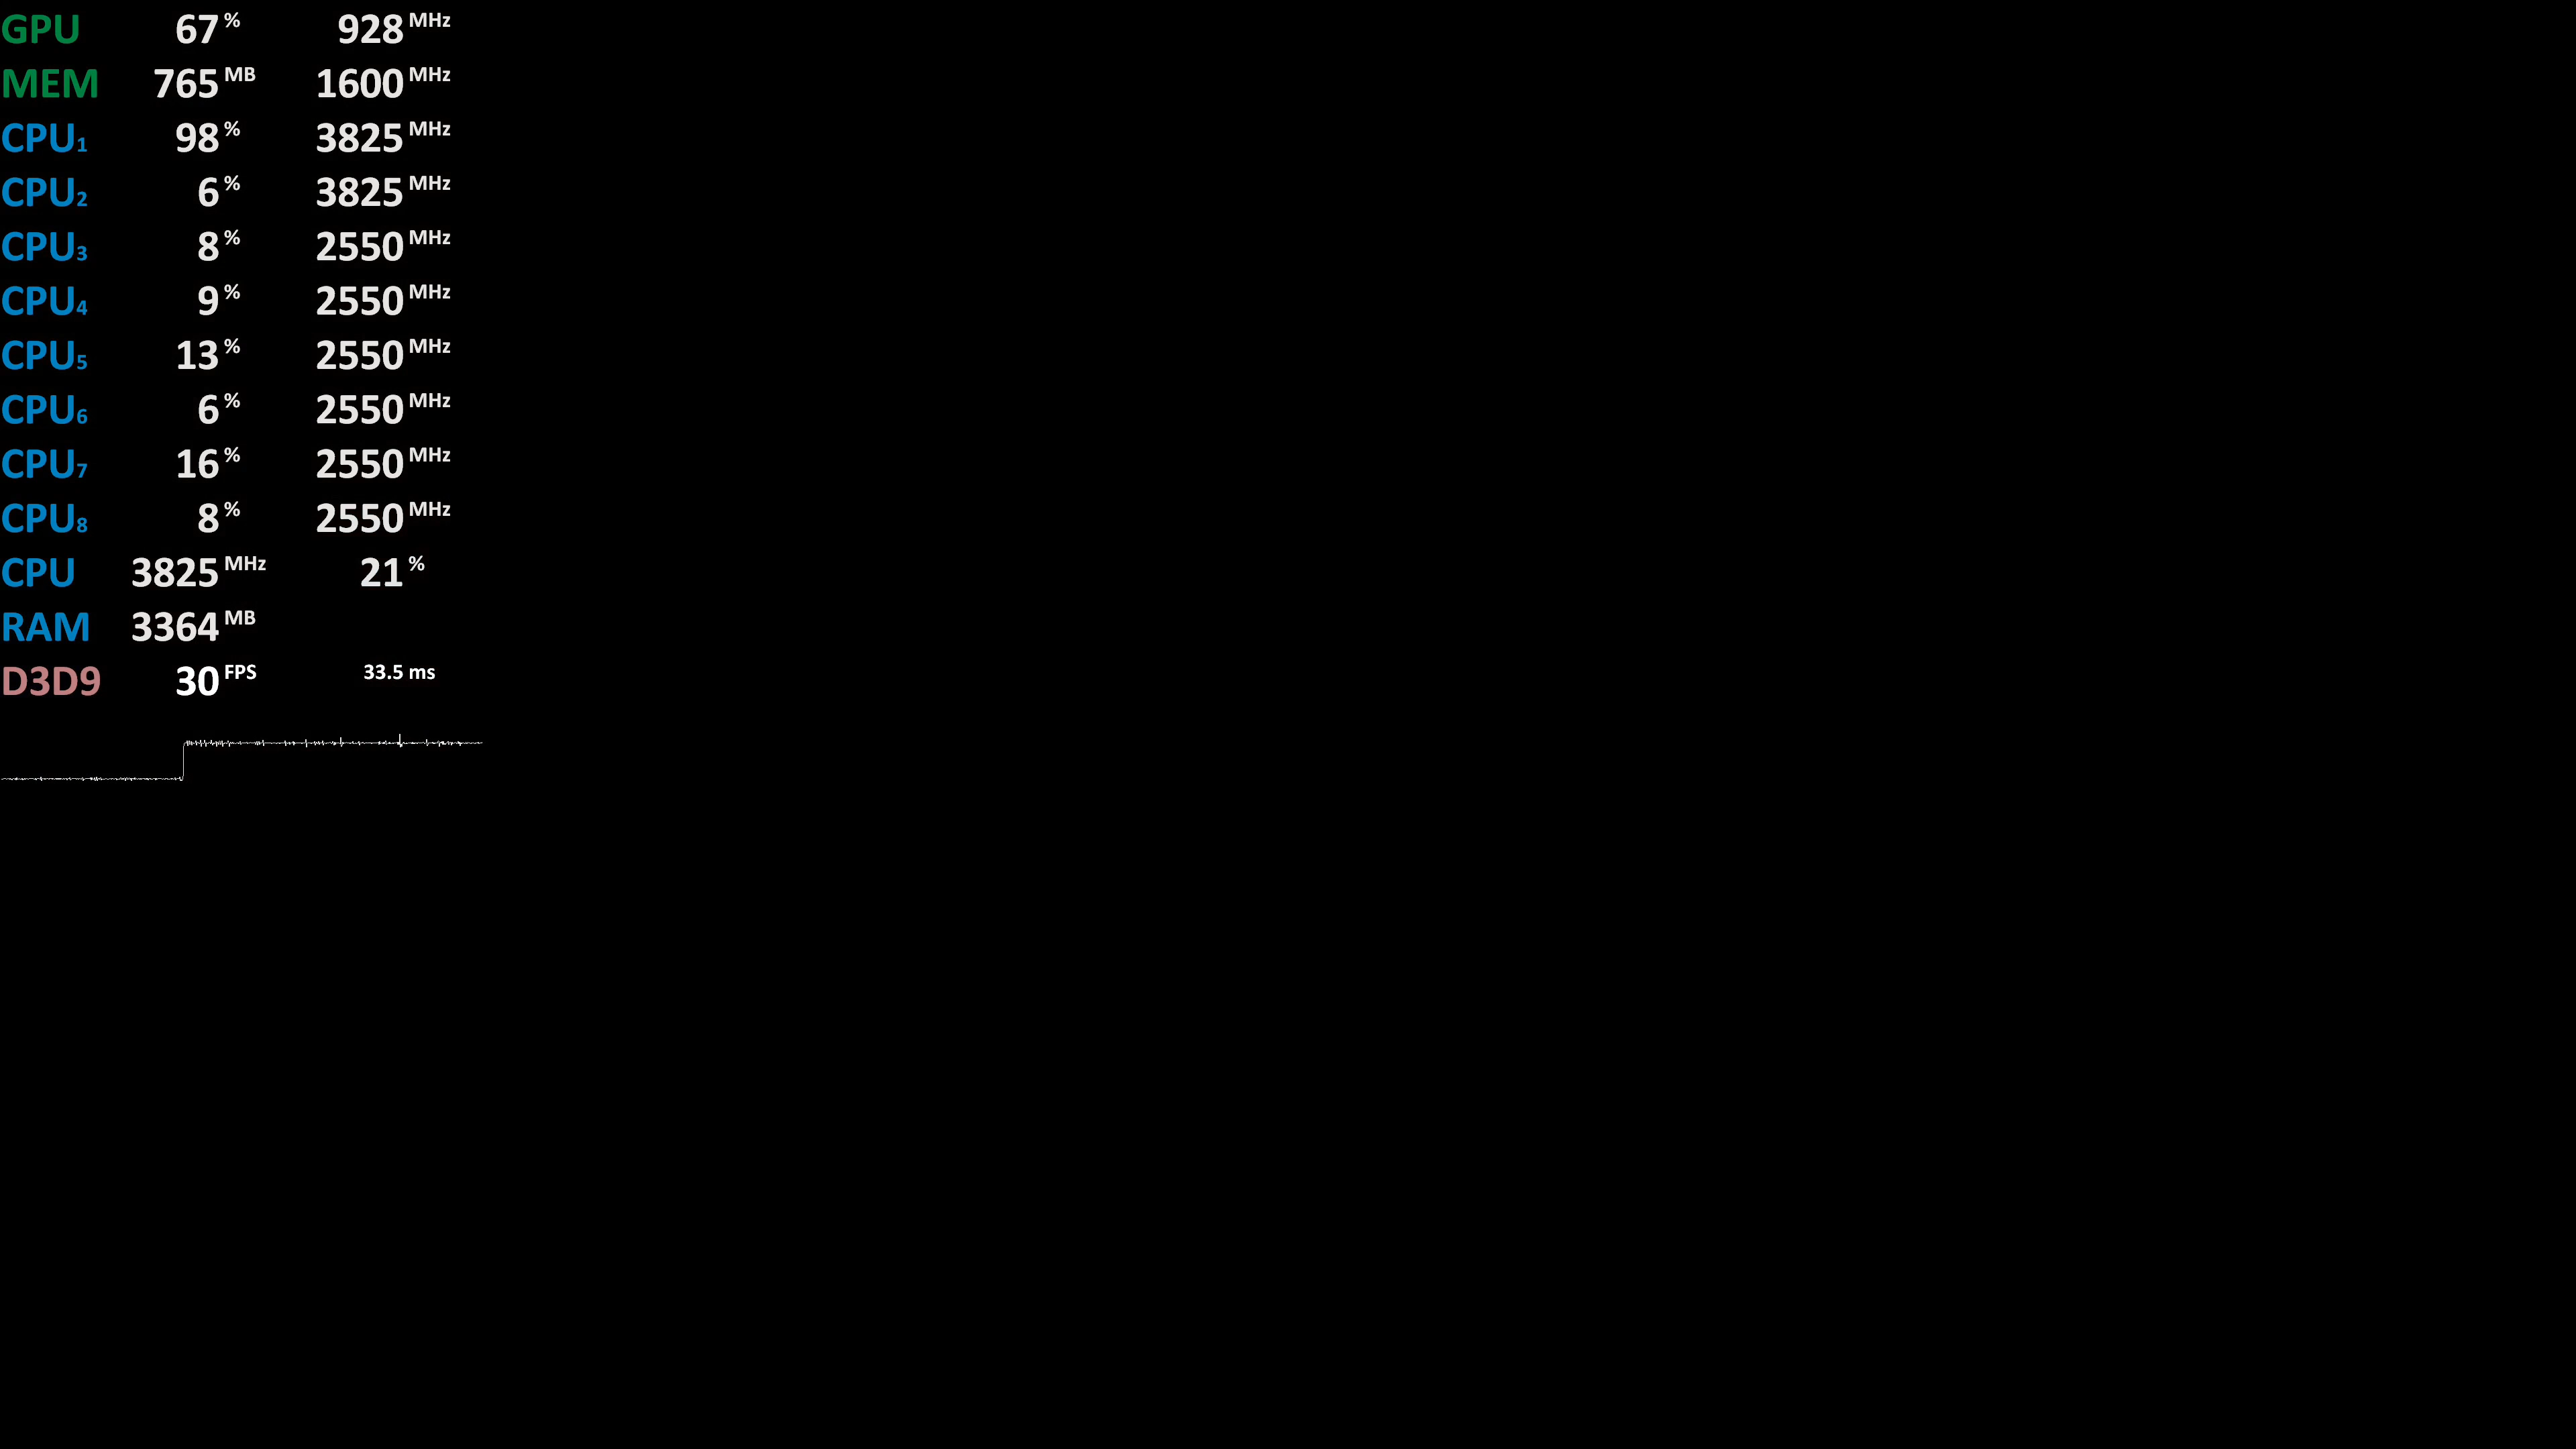 GPU 67 % 928 MHz
MEM 765 MB 1600 MHz
CPU1 98 % 3825 MHz
CPU2 6 % 3825 MHz
CPU3 8 % 2550 MHz
CPU4 9 % 2550 MHz
CPU5 13 % 2550 MHz
CPU6 6 % 2550 MHz
CPU7 16 % 2550 MHz
CPU8 8 % 2550 MHz
CPU 3825 MHz 21 %
RAM 3364 MB
D3D9 30 FPS 33.5 ms